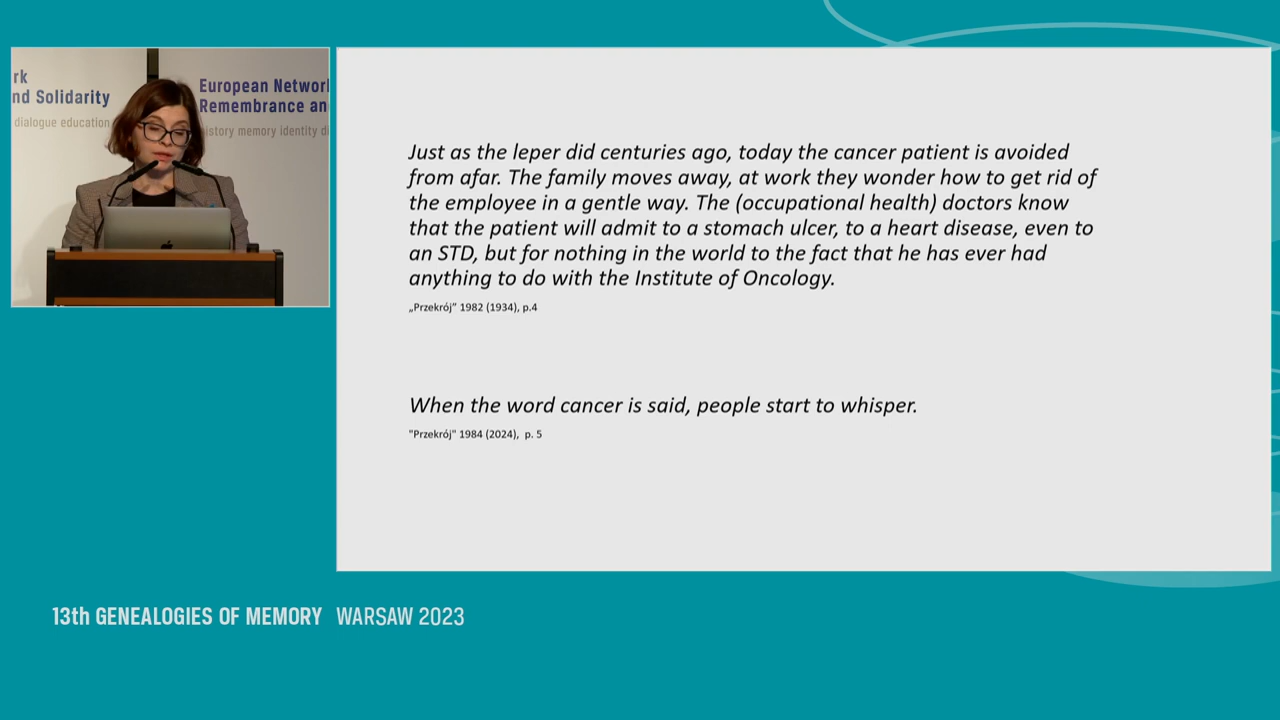 rk
nd Solidarity
dialogue education
European Network
Remembrance an
history memory identity di
Just as the leper did centuries ago, today the cancer patient is avoided
from afar. The family moves away, at work they wonder how to get rid of
the employee in a gentle way. The (occupational health) doctors know
that the patient will admit to a stomach ulcer, to a heart disease, even to
an STD, but for nothing in the world to the fact that he has ever had
anything to do with the Institute of Oncology.
„Przekrój” 1982 (1934), p.4
When the word cancer is said, people start to whisper.
"Przekrój" 1984 (2024), p. 5
13th GENEALOGIES OF MEMORY WARSAW 2023